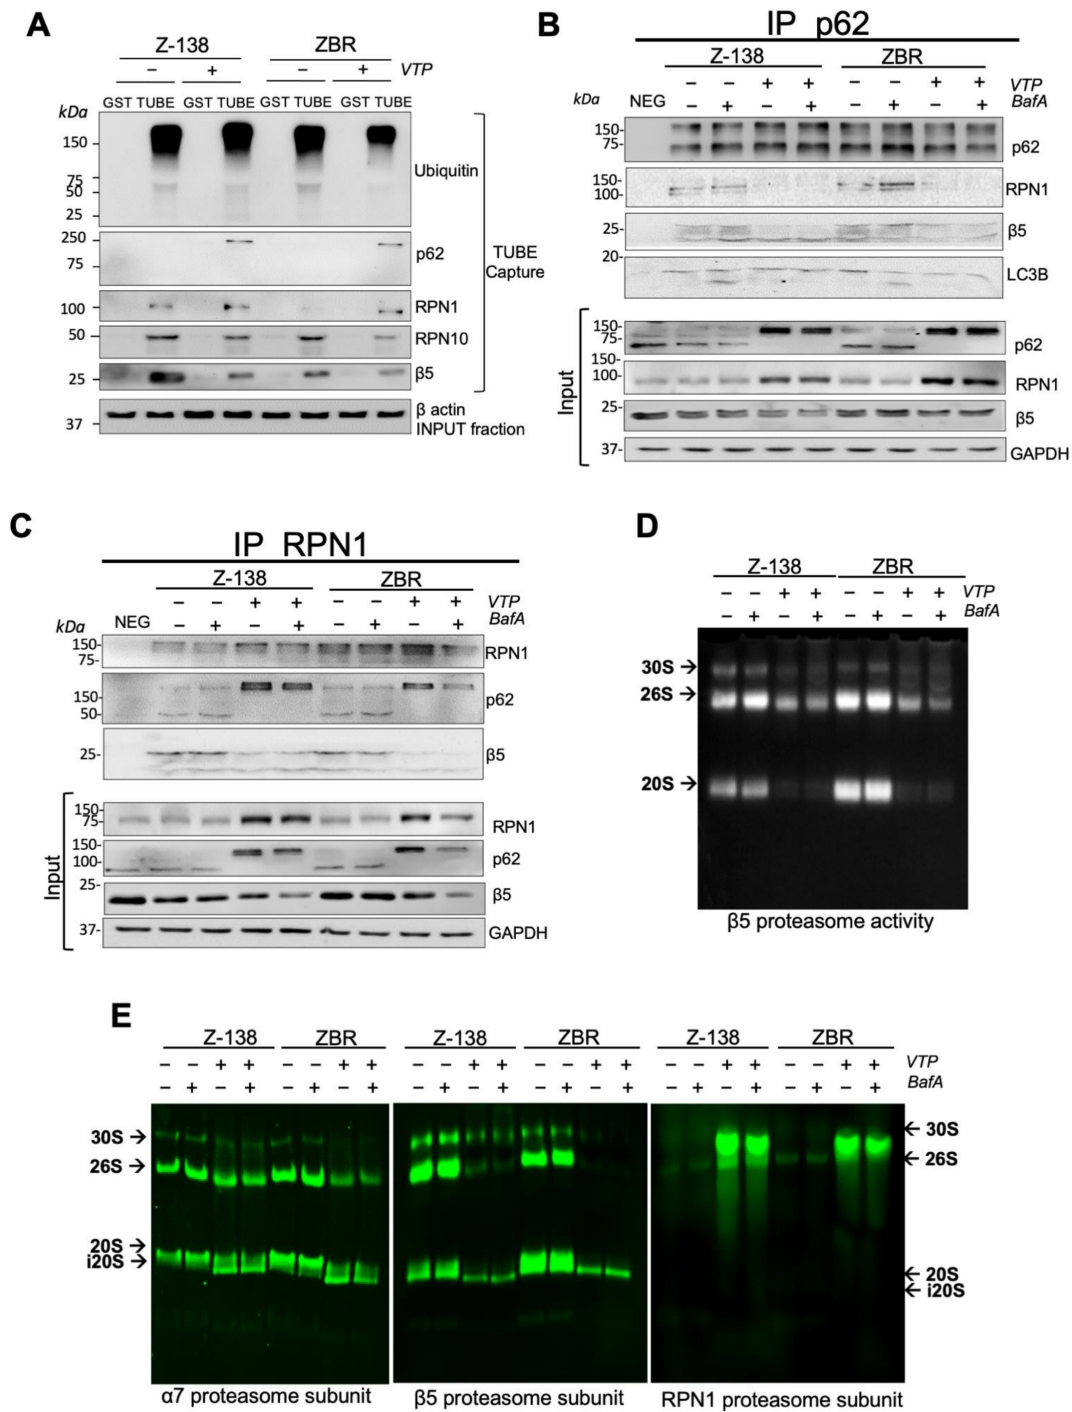 A
Z-138 ZBR
− + − + VTP
kDa GST TUBE GST TUBE GST TUBE GST TUBE
150
75
50
25
Ubiquitin
250
75
p62
TUBE
Capture
100
RPN1
50
RPN10
25
β5
37
β actin
INPUT fraction
B
IP p62
Z-138 ZBR
− − + + − − + + VTP
kDa NEG − + − + − + − + BafA
150-
75-
p62
150-
100-
RPN1
25-
β5
20-
LC3B
Input
150-
75-
p62
150-
100-
RPN1
25-
β5
37-
GAPDH
C
IP RPN1
Z-138 ZBR
− − + + − − + + VTP
NEG − + − + − + − + BafA
kDa
150-
75-
RPN1
150-
50-
p62
25-
β5
Input
150-
75-
RPN1
150-
100-
p62
25-
β5
37-
GAPDH
D
Z-138 ZBR
− − + + − − + + VTP
− + − + − + − + BafA
30S →
26S →
20S →
β5 proteasome activity
E
Z-138 ZBR Z-138 ZBR Z-138 ZBR
− − + + − − + + − − + + − − + + − − + + − − + + VTP
− + − + − + − + − + − + − + − + − + − + − + − + BafA
30S → ← 30S
26S → ← 26S
20S → ← 20S
i20S → ← i20S
α7 proteasome subunit β5 proteasome subunit RPN1 proteasome subunit